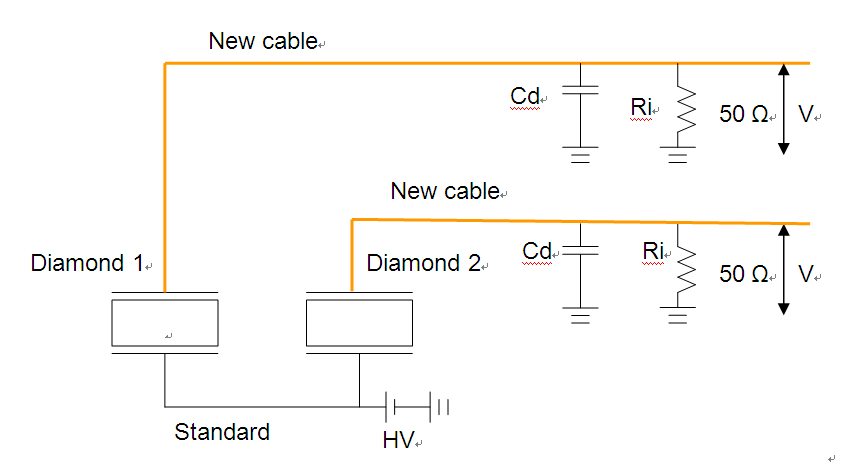 New cable
Cd
Ri
50 Ω
V
New cable
Diamond 1
Diamond 2
Cd
Ri
50 Ω
V
Standard
HV